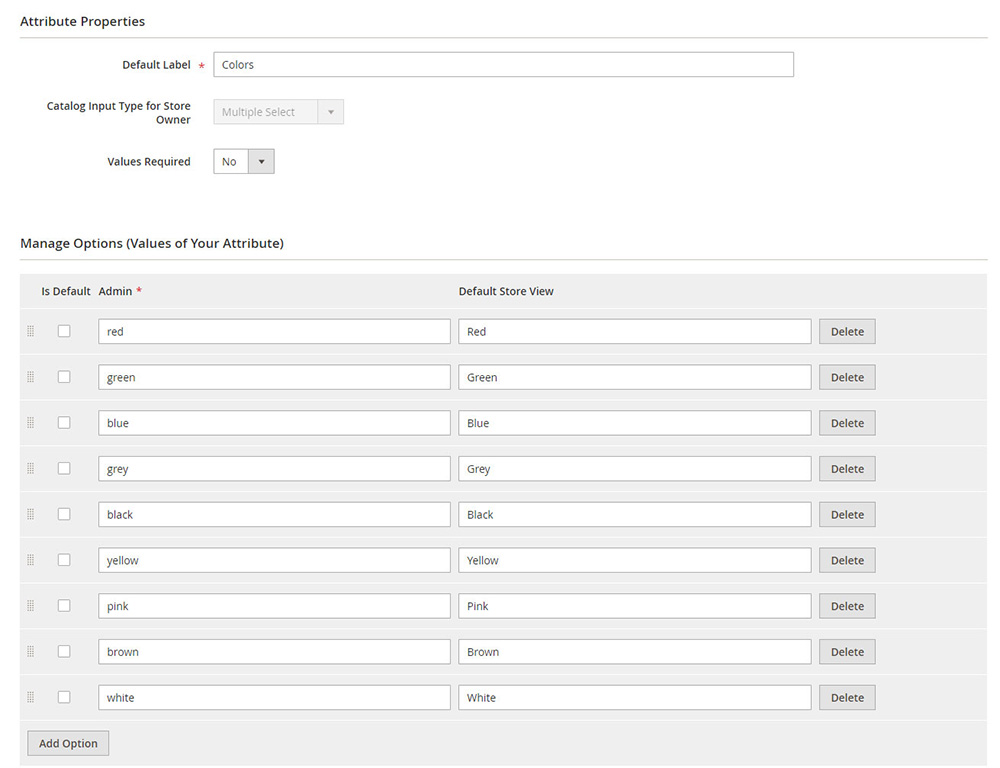 Attribute Properties
Default Label *
Colors
Catalog Input Type for Store
Owner
Multiple Select
Values Required
No
Manage Options (Values of Your Attribute)
Is Default Admin * Default Store View
red Red Delete
green Green Delete
blue Blue Delete
grey Grey Delete
black Black Delete
yellow Yellow Delete
pink Pink Delete
brown Brown Delete
white White Delete
Add Option